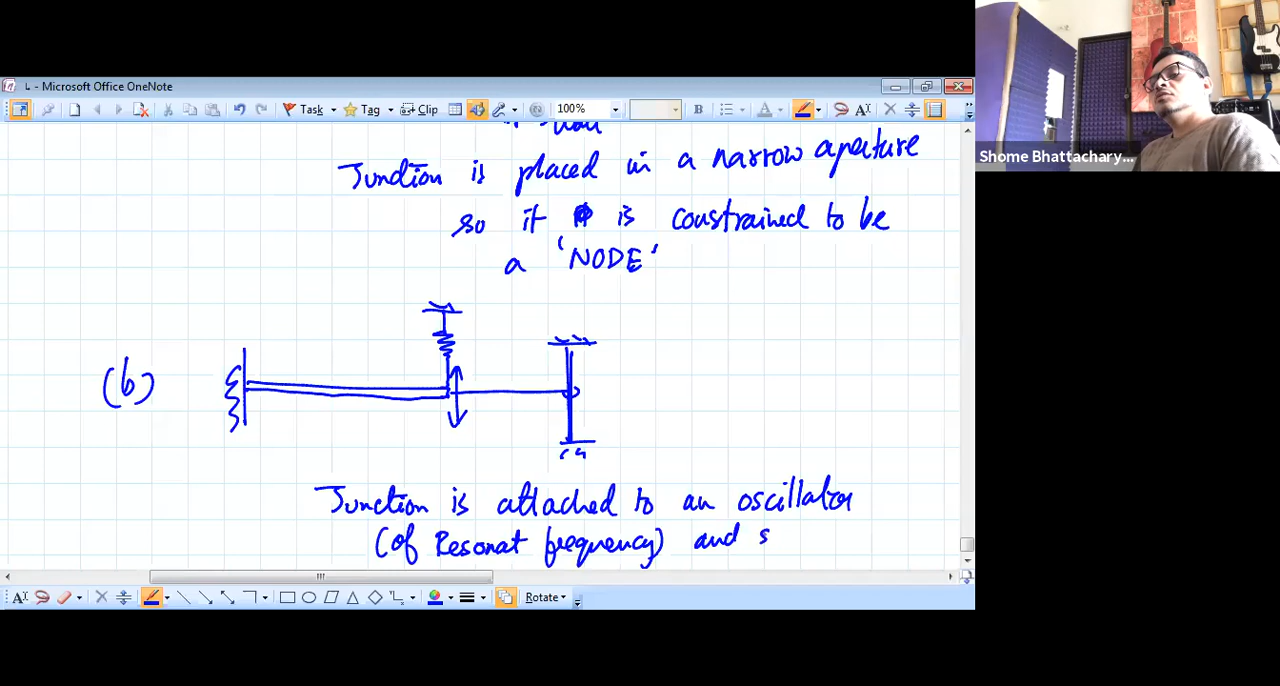 L - Microsoft Office OneNote
Task Tag Clip 100% B A
Junction is placed in a narrow aperture
so it is constrained to be
a 'NODE'
(b)
Junction is attached to an oscillator
(of Resonat frequency) and s
Rotate
Shome Bhattachary...